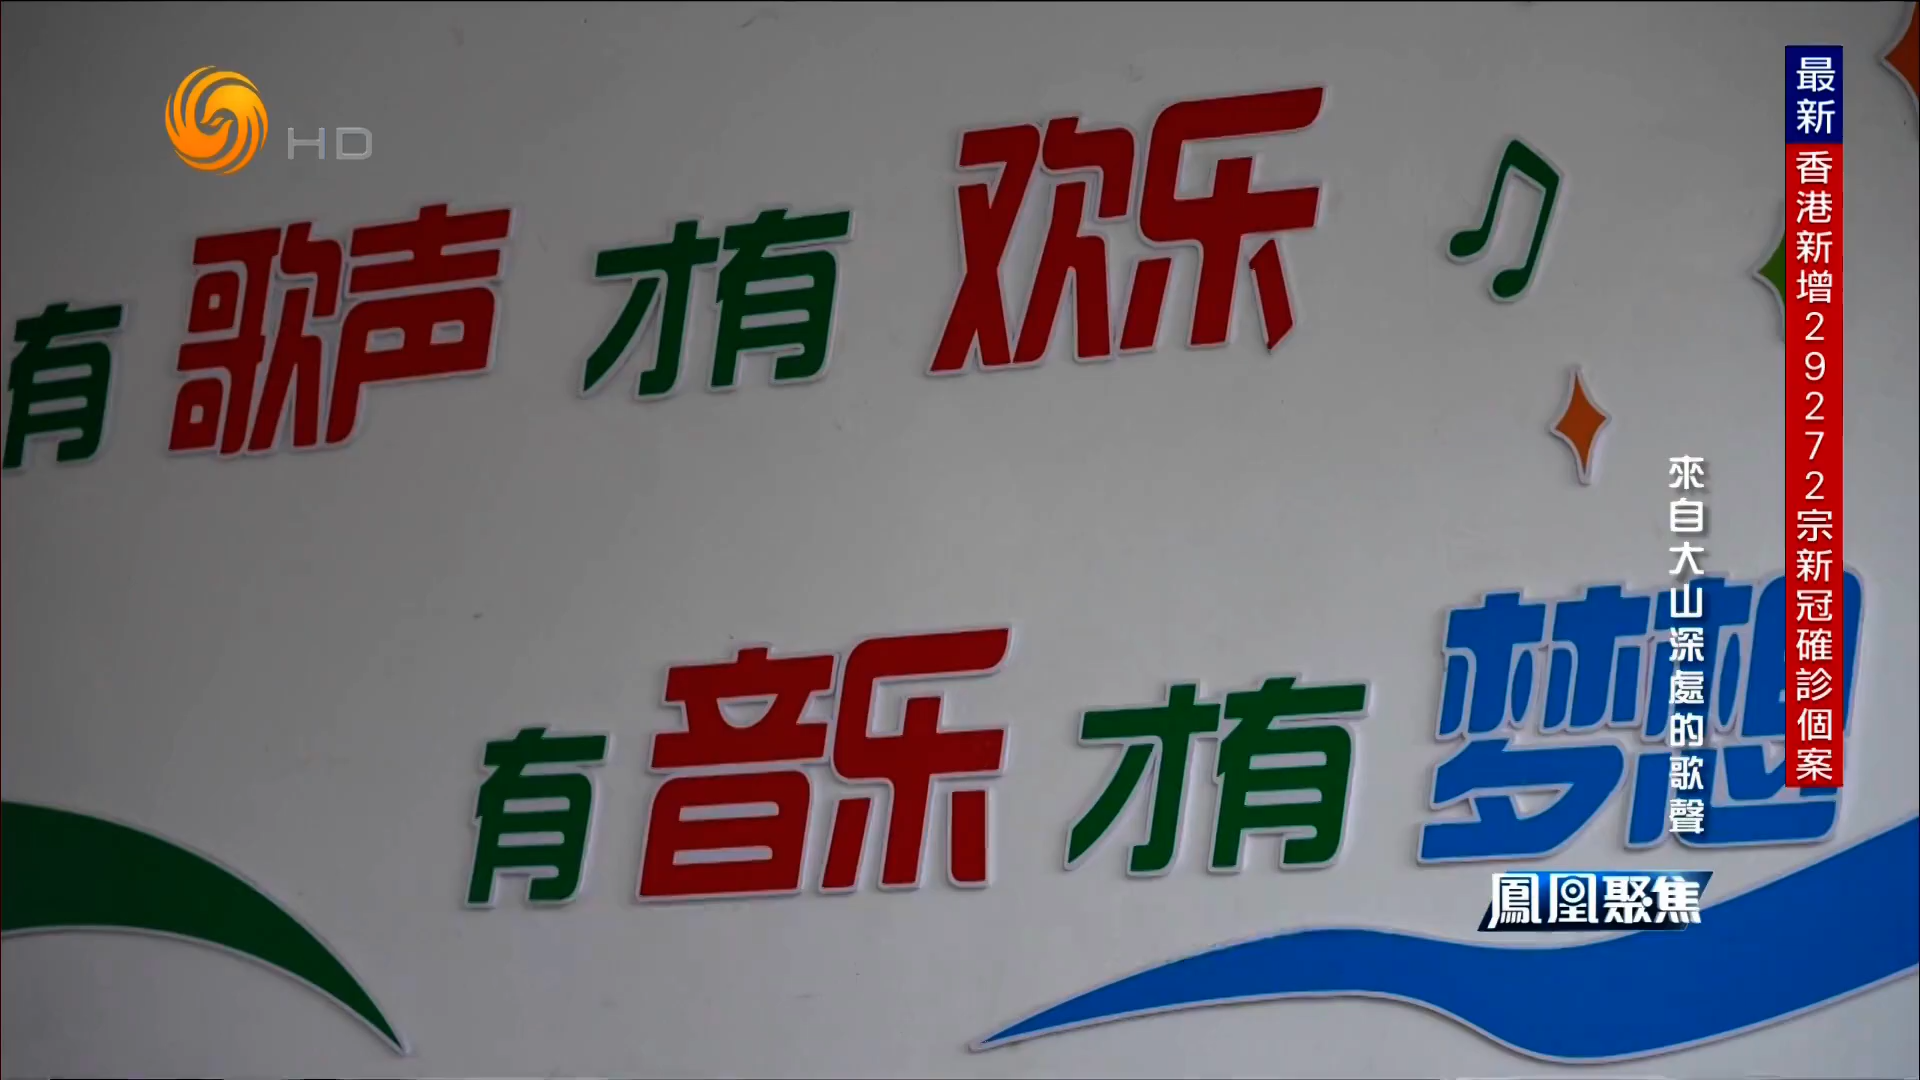 HD
有歌声才有欢乐
有音乐才有梦想
最新
香港新增29272宗新冠確診個案
來自大山深處的歌聲
鳳凰聚焦